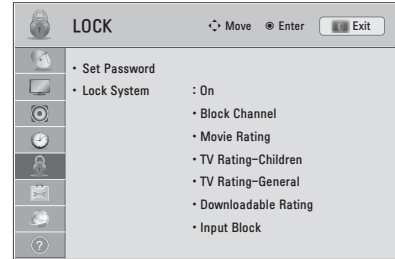 LOCK
Move Enter Exit
• Set Password
• Lock System : On
• Block Channel
• Movie Rating
• TV Rating-Children
• TV Rating-General
• Downloadable Rating
• Input Block
?